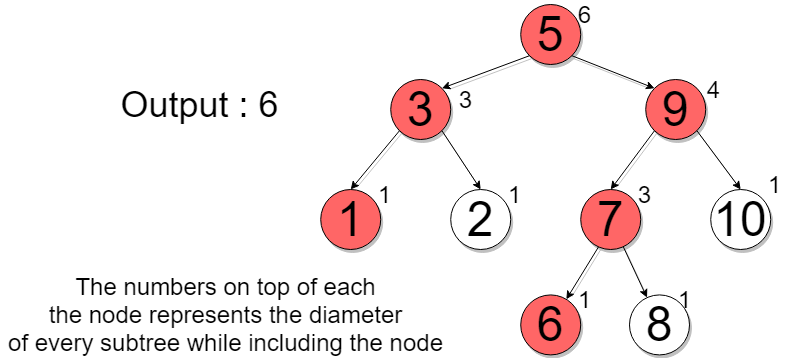 5 6
Output : 6
3 3
9 4
1 1
2 1
7 3
10 1
The numbers on top of each
the node represents the diameter
of every subtree while including the node
6 1
8 1